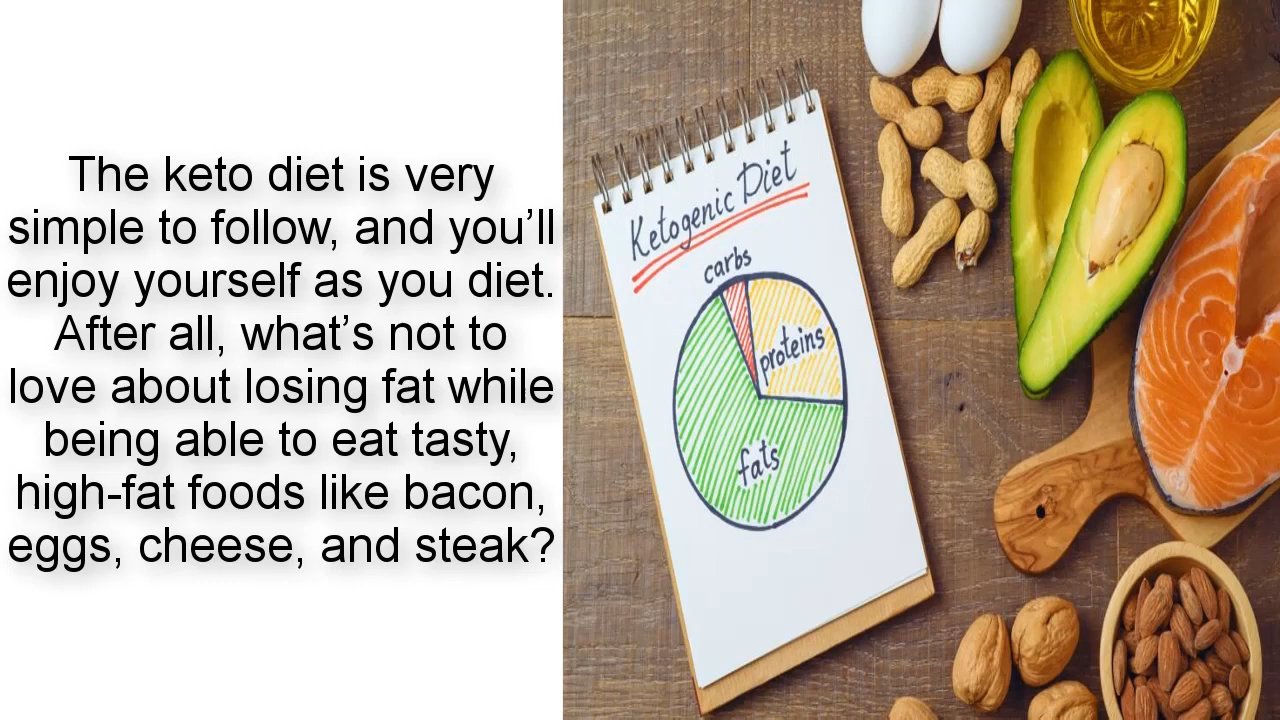 The keto diet is very
simple to follow, and you’ll
enjoy yourself as you diet.
After all, what’s not to
love about losing fat while
being able to eat tasty,
high-fat foods like bacon,
eggs, cheese, and steak?
Ketogenic Diet
carbs
proteins
fats